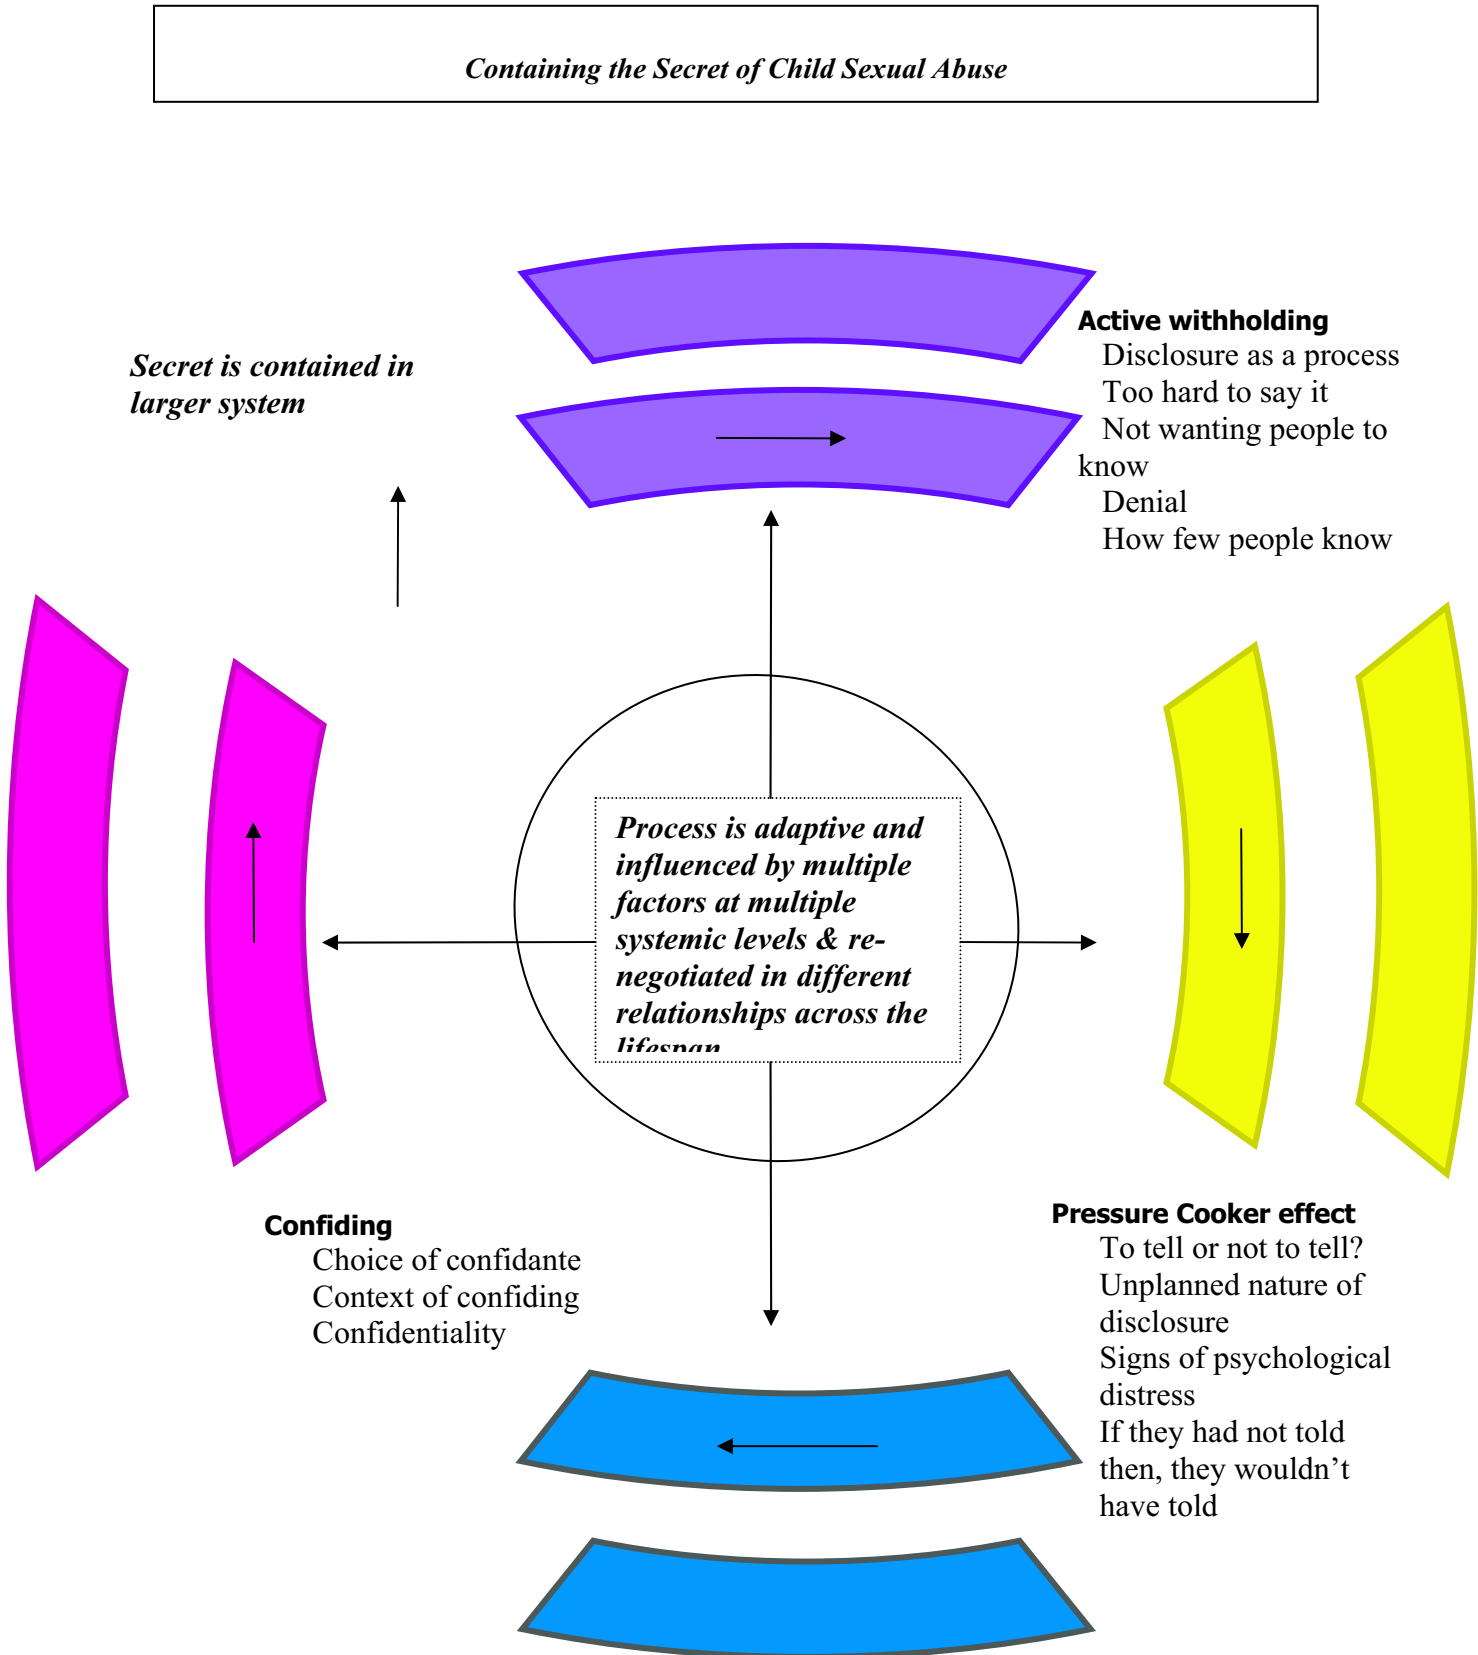 Containing the Secret of Child Sexual Abuse
Secret is contained in
larger system
Active withholding
Disclosure as a process
Too hard to say it
Not wanting people to
know
Denial
How few people know
Process is adaptive and
influenced by multiple
factors at multiple
systemic levels & re-
negotiated in different
relationships across the
lifespan
Confiding
Choice of confidante
Context of confiding
Confidentiality
Pressure Cooker effect
To tell or not to tell?
Unplanned nature of
disclosure
Signs of psychological
distress
If they had not told
then, they wouldn’t
have told